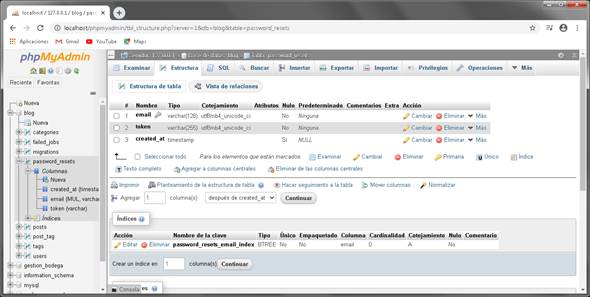 localhost / 127.0.0.1 / blog / pass
localhost/phpmyadmin/tbl_structure.php?server=1&db=blog&table=password_resets
Aplicaciones Gmail YouTube Maps
phpMyAdmin
Reciente Favoritas
Nueva
blog
Nueva
categories
failed_jobs
migrations
password_resets
Columnas
Nueva
created_at (timesta
email (MUL, varchar
token (varchar)
Índices
posts
post_tag
tags
users
gestion_bodega
information_schema
mysql
Servidor: 127.0.0.1 » Base de datos: blog » Tabla: password_resets
Examinar Estructura SQL Buscar Insertar Exportar Importar Privilegios Operaciones Más
Estructura de tabla Vista de relaciones
# Nombre Tipo Cotejamiento Atributos Nulo Predeterminado Comentarios Extra Acción
1 email varchar(128) utf8mb4_unicode_ci No Ninguna Cambiar Eliminar Más
2 token varchar(255) utf8mb4_unicode_ci No Ninguna Cambiar Eliminar Más
3 created_at timestamp Sí NULL Cambiar Eliminar Más
Seleccionar todo Para los elementos que están marcados: Examinar Cambiar Eliminar Primaria Único Índice
Texto completo Agregar a columnas centrales Eliminar de las columnas centrales
Imprimir Planteamiento de la estructura de tabla Hacer seguimiento a la tabla Mover columnas Normalizar
Agregar 1 columna(s) después de created_at Continuar
Índices
Acción Nombre de la clave Tipo Único Empaquetado Columna Cardinalidad Cotejamiento Nulo Comentario
Editar Eliminar password_resets_email_index BTREE No No email 0 A No
Crear un índice en 1 columna(s) Continuar
Consola es